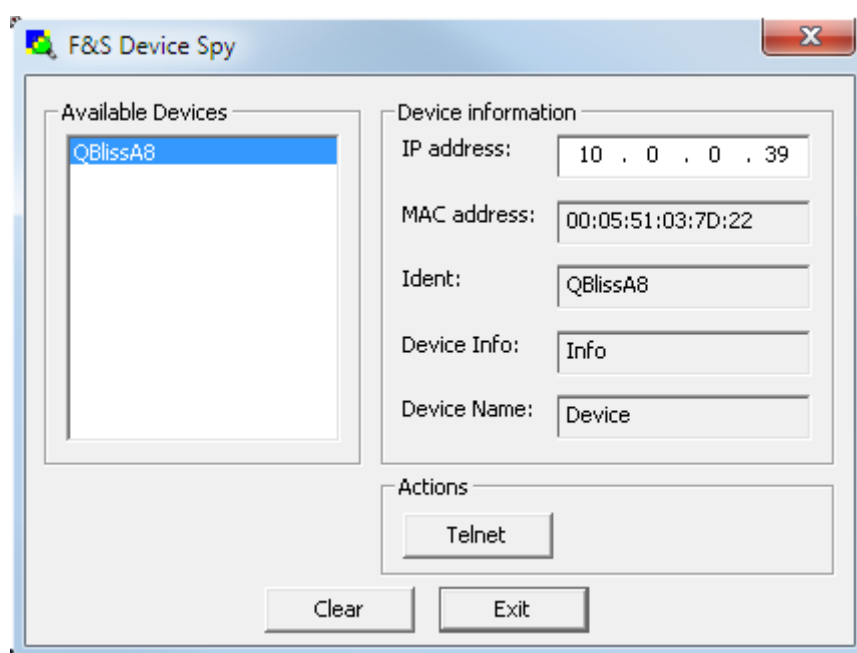 F&S Device Spy
Available Devices
QBlissA8
Device information
IP address: 10 . 0 . 0 . 39
MAC address: 00:05:51:03:7D:22
Ident: QBlissA8
Device Info: Info
Device Name: Device
Actions
Telnet
Clear Exit